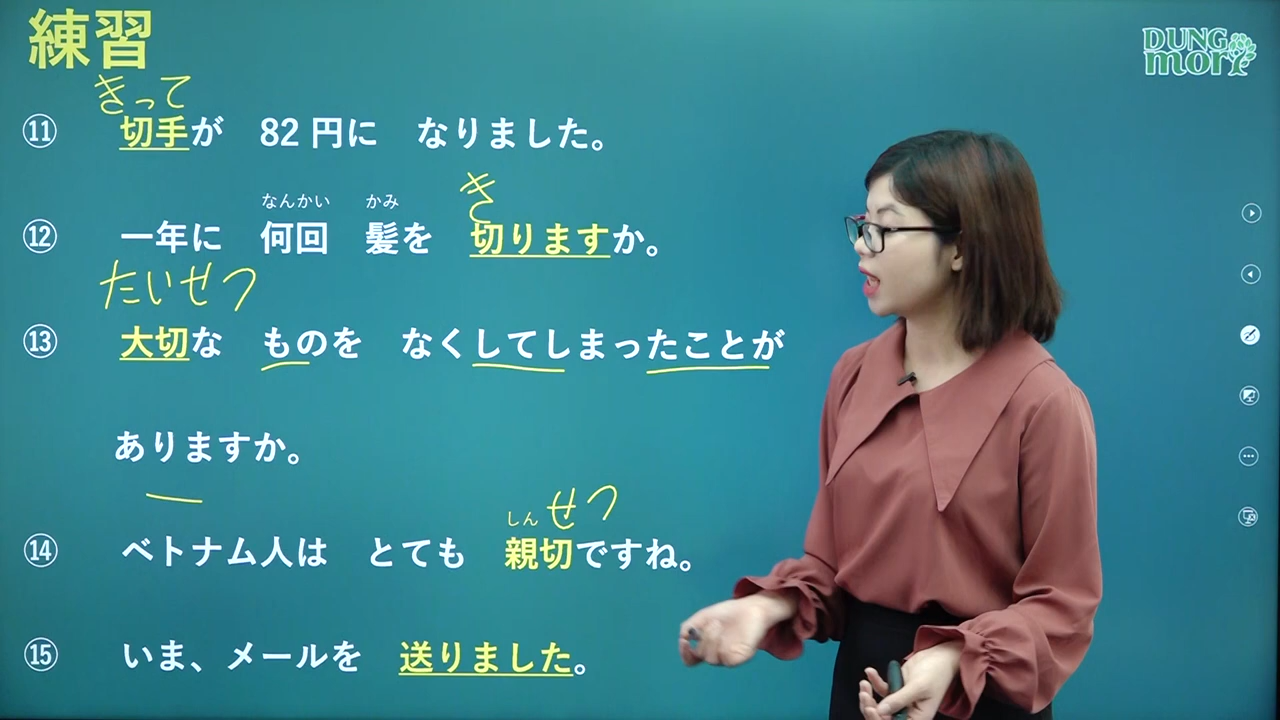 練習
DUNG
mori
きって
⑪ 切手が 82円に なりました。
なんかい かみ き
⑫ 一年に 何回 髪を 切りますか。
たいせつ
⑬ 大切な ものを なくしてしまったことが
ありますか。
しん せつ
⑭ ベトナム人は とても 親切ですね。
⑮ いま、メールを 送りました。